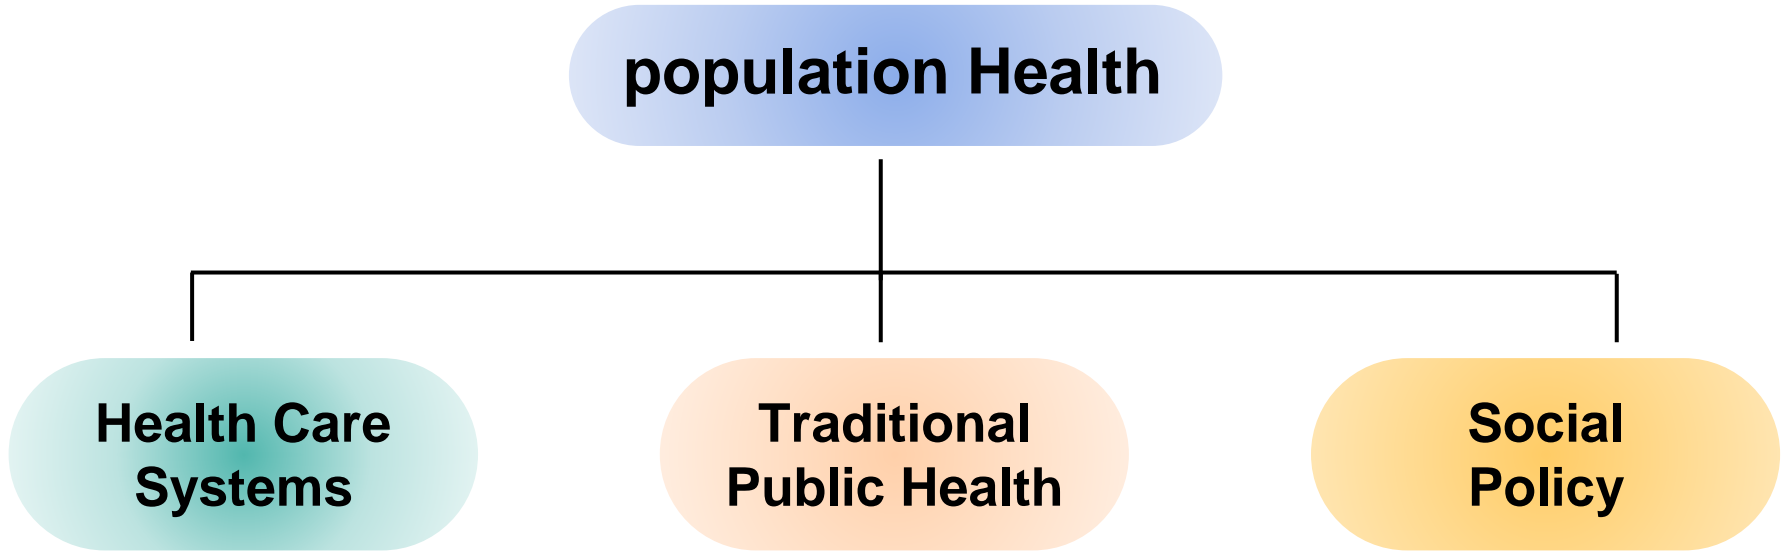 population Health
Health Care
Systems
Traditional
Public Health
Social
Policy